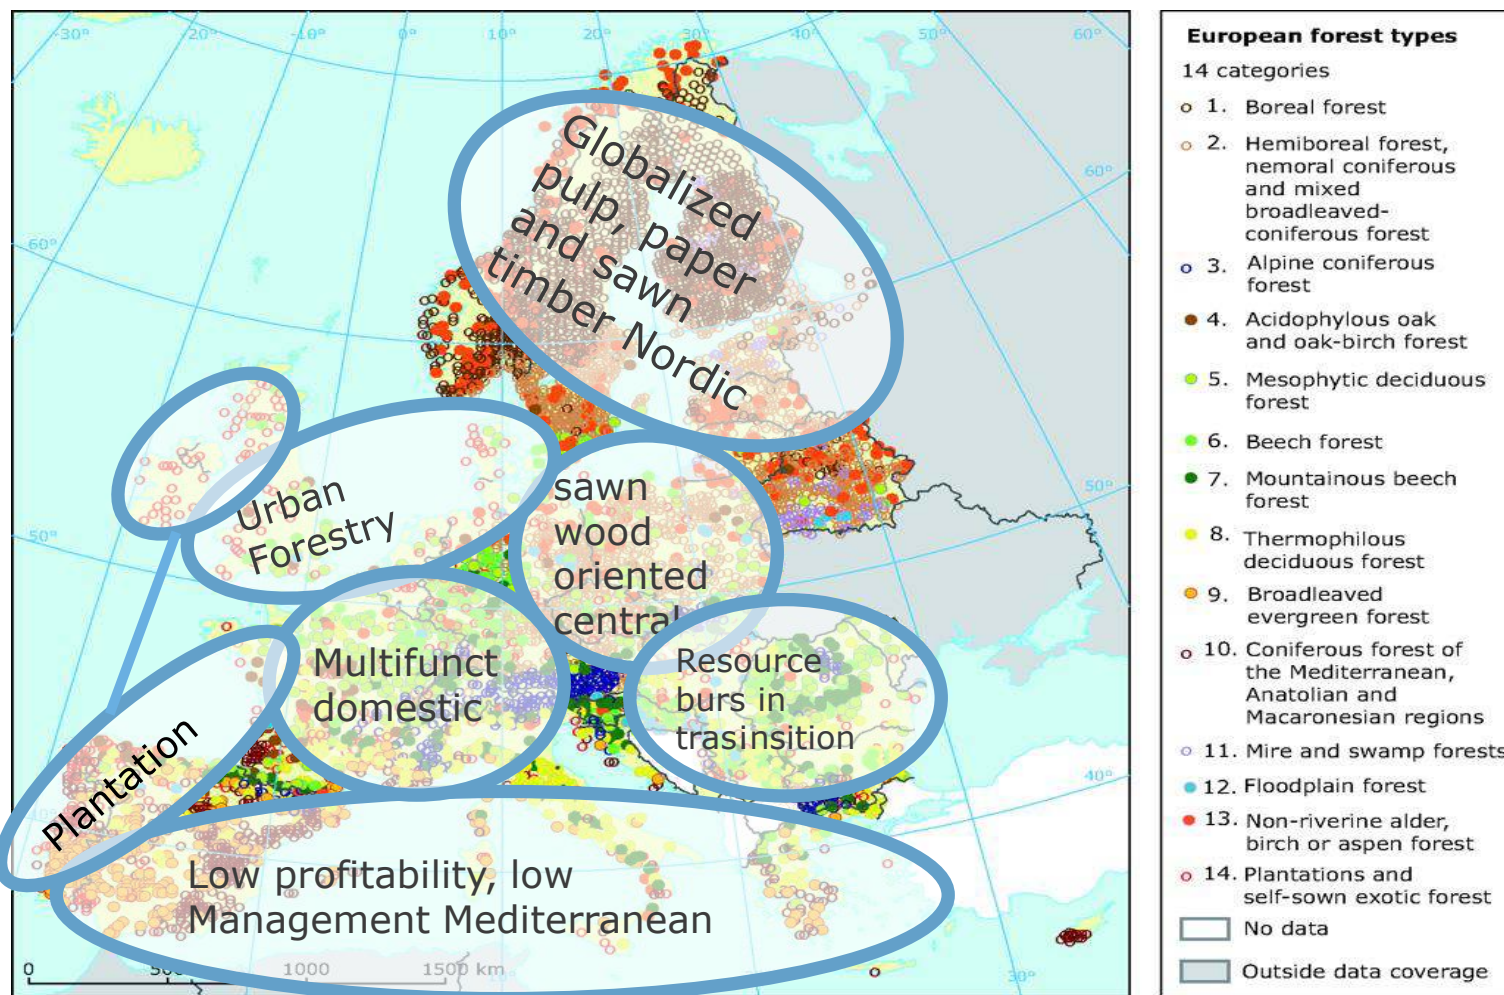 -30°
-20°
-10°
0°
10°
20°
30°
40°
50°
60°
60°
50°
60°
50°
40°
40°
30°
10°
Globalized
pulp, paper
and sawn
timber Nordic
Urban
Forestry
sawn
wood
oriented
central
Multifunct
domestic
Resource
burs in
trasinsition
Plantation
Low profitability, low
Management Mediterranean
0
500
1000
1500 km
European forest types
14 categories
1. Boreal forest
2. Hemiboreal forest,
nemoral coniferous
and mixed
broadleaved-
coniferous forest
3. Alpine coniferous
forest
4. Acidophylous oak
and oak-birch forest
5. Mesophytic deciduous
forest
6. Beech forest
7. Mountainous beech
forest
8. Thermophilous
deciduous forest
9. Broadleaved
evergreen forest
10. Coniferous forest of
the Mediterranean,
Anatolian and
Macaronesian regions
11. Mire and swamp forests
12. Floodplain forest
13. Non-riverine alder,
birch or aspen forest
14. Plantations and
self-sown exotic forest
No data
Outside data coverage